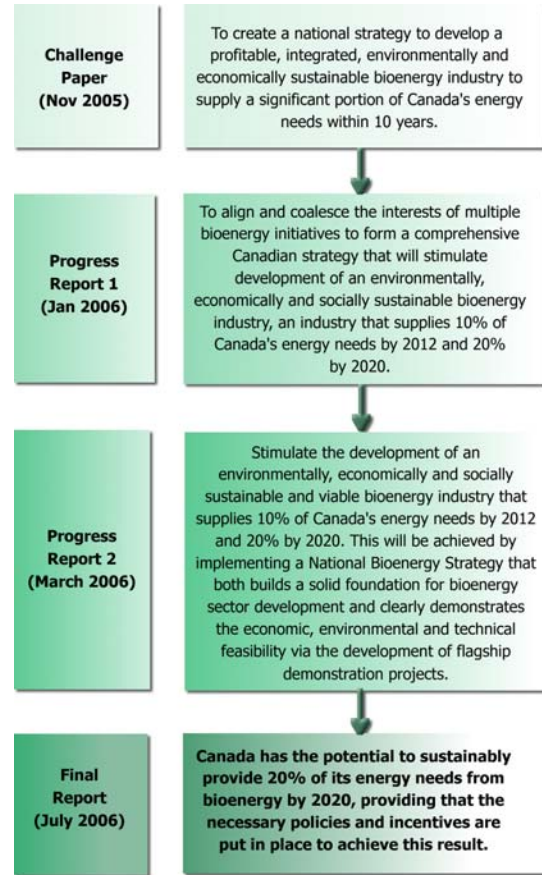 Challenge
Paper
(Nov 2005)
To create a national strategy to develop a
profitable, integrated, environmentally and
economically sustainable bioenergy industry to
supply a significant portion of Canada's energy
needs within 10 years.
Progress
Report 1
(Jan 2006)
To align and coalesce the interests of multiple
bioenergy initiatives to form a comprehensive
Canadian strategy that will stimulate
development of an environmentally,
economically and socially sustainable bioenergy
industry, an industry that supplies 10% of
Canada's energy needs by 2012 and 20%
by 2020.
Progress
Report 2
(March 2006)
Stimulate the development of an
environmentally, economically and socially
sustainable and viable bioenergy industry that
supplies 10% of Canada's energy needs by 2012
and 20% by 2020. This will be achieved by
implementing a National Bioenergy Strategy that
both builds a solid foundation for bioenergy
sector development and clearly demonstrates
the economic, environmental and technical
feasibility via the development of flagship
demonstration projects.
Final
Report
(July 2006)
Canada has the potential to sustainably
provide 20% of its energy needs from
bioenergy by 2020, providing that the
necessary policies and incentives are
put in place to achieve this result.